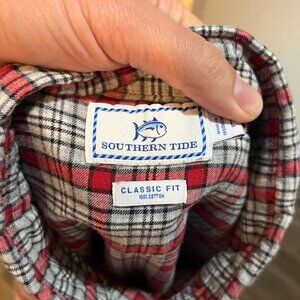 SOUTHERN TIDE
CLASSIC FIT
100% COTTON